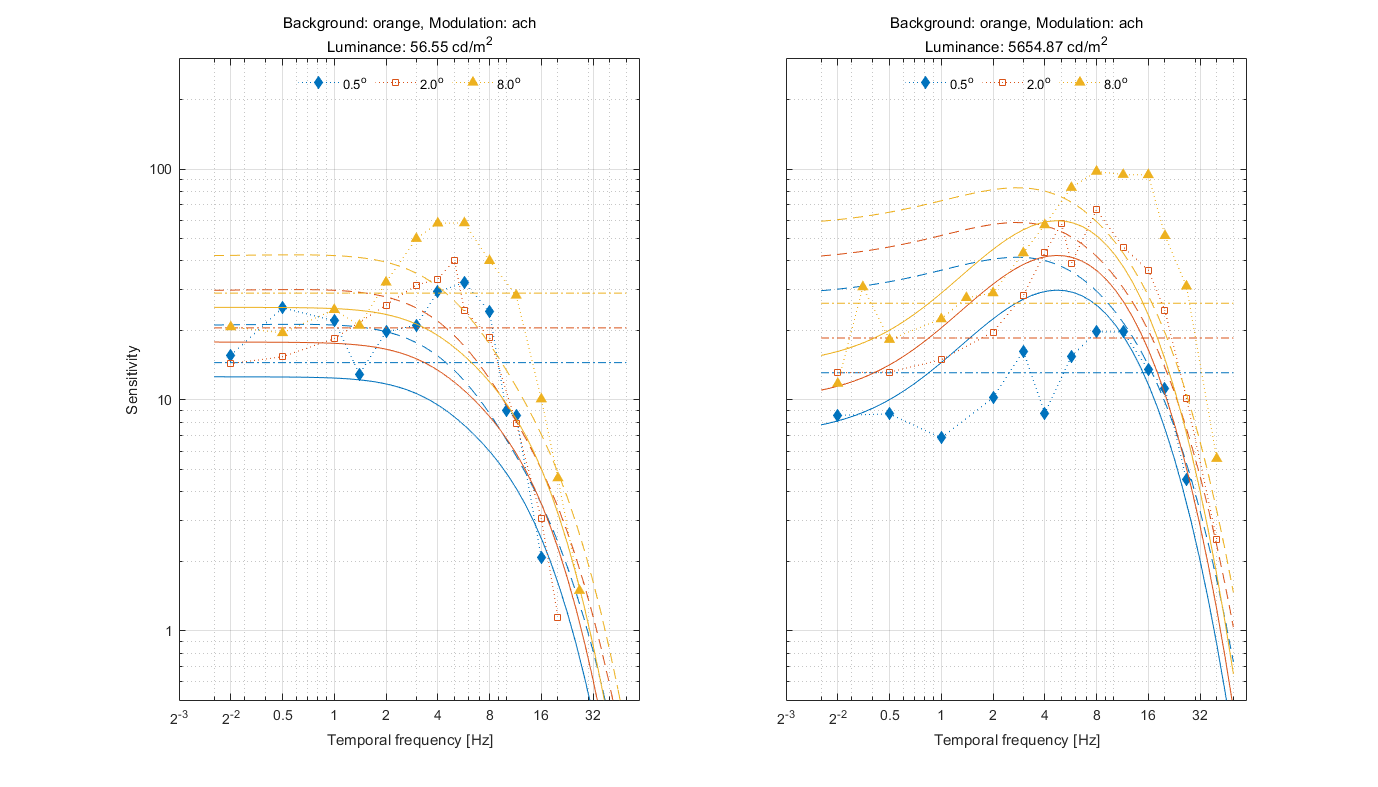 Background: orange, Modulation: ach
Luminance: 56.55 cd/m²
0.5° 2.0° 8.0°
100
10
1
Sensitivity
2⁻³ 2⁻² 0.5 1 2 4 8 16 32
Temporal frequency [Hz]
Background: orange, Modulation: ach
Luminance: 5654.87 cd/m²
0.5° 2.0° 8.0°
2⁻³ 2⁻² 0.5 1 2 4 8 16 32
Temporal frequency [Hz]